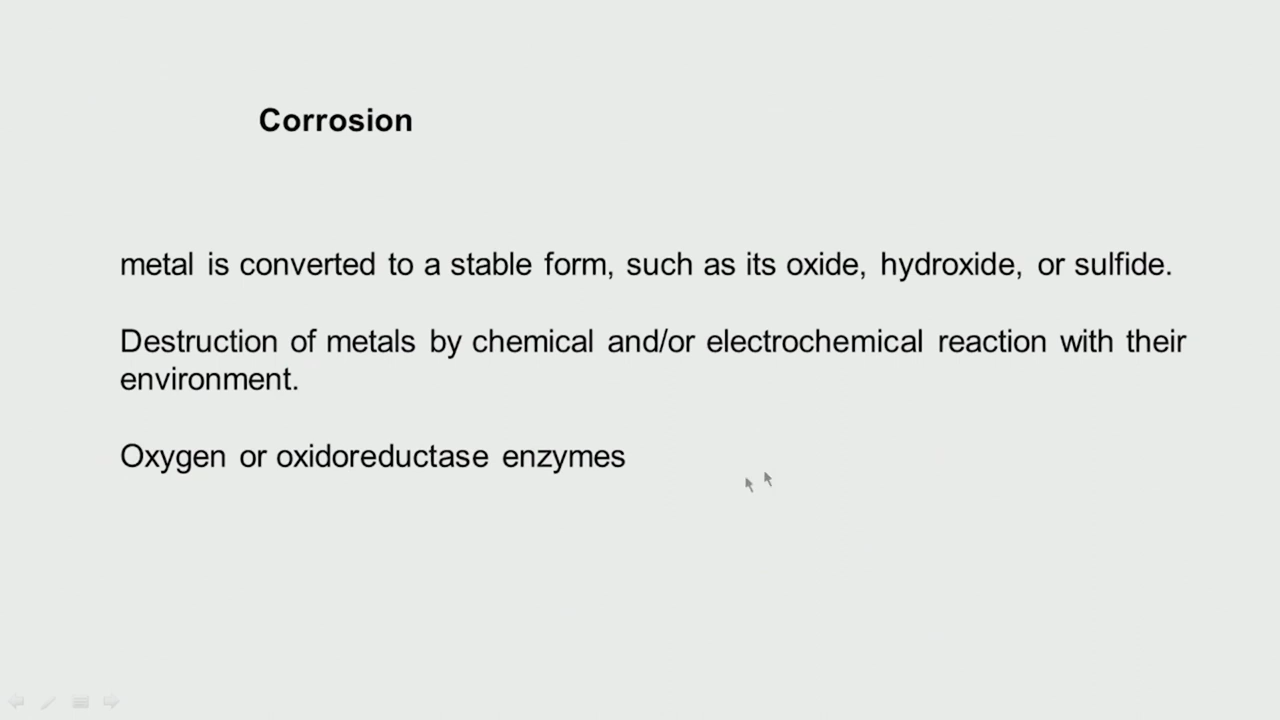 Corrosion
metal is converted to a stable form, such as its oxide, hydroxide, or sulfide.
Destruction of metals by chemical and/or electrochemical reaction with their
environment.
Oxygen or oxidoreductase enzymes